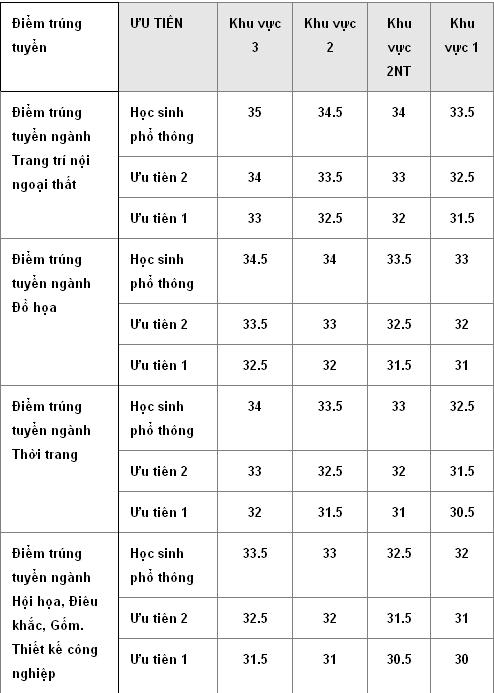 Điểm trúng
tuyển
ƯU TIÊN
Khu vực
3
Khu vực
2
Khu
vực
2NT
Khu
vực 1
Điểm trúng
tuyển ngành
Trang trí nội
ngoại thất
Học sinh
phổ thông
35
34.5
34
33.5
Ưu tiên 2
34
33.5
33
32.5
Ưu tiên 1
33
32.5
32
31.5
Điểm trúng
tuyển ngành
Đồ họa
Học sinh
phổ thông
34.5
34
33.5
33
Ưu tiên 2
33.5
33
32.5
32
Ưu tiên 1
32.5
32
31.5
31
Điểm trúng
tuyển ngành
Thời trang
Học sinh
phổ thông
34
33.5
33
32.5
Ưu tiên 2
33
32.5
32
31.5
Ưu tiên 1
32
31.5
31
30.5
Điểm trúng
tuyển ngành
Hội họa, Điêu
khắc, Gốm.
Thiết kế công
nghiệp
Học sinh
phổ thông
33.5
33
32.5
32
Ưu tiên 2
32.5
32
31.5
31
Ưu tiên 1
31.5
31
30.5
30